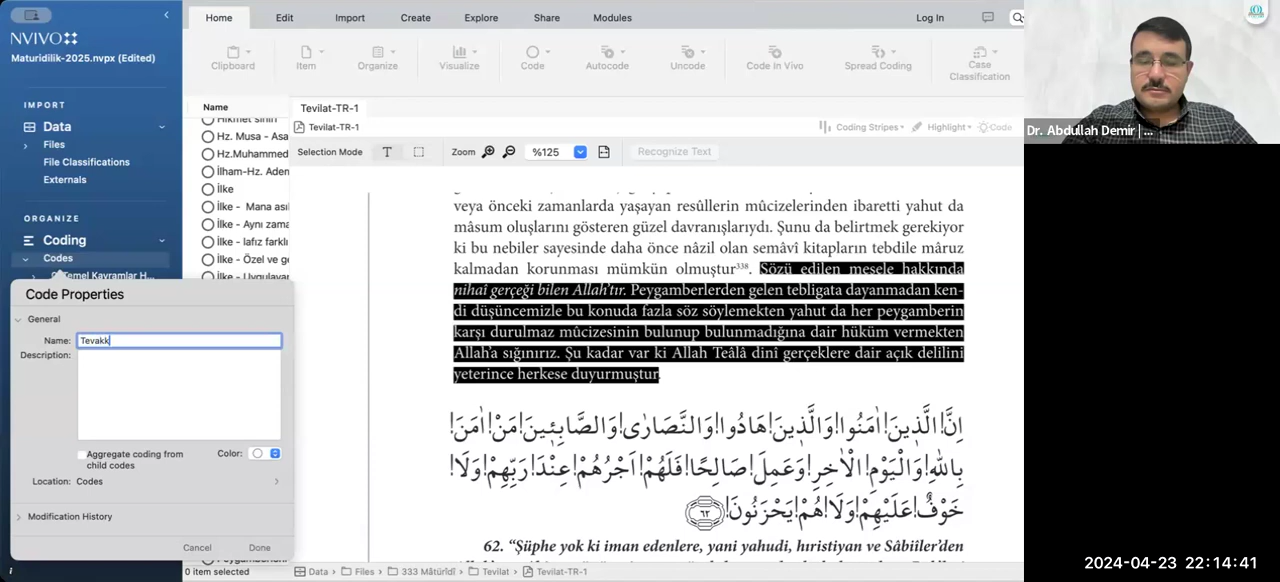 NVIVO
Maturidilik-2025.nvpx (Edited)
IMPORT
Data
Files
File Classifications
Externals
ORGANIZE
Coding
Codes
Temel Kavramlar H...
Code Properties
General
Name: Tevakk
Description:
Aggregate coding from
child codes
Color:
Location: Codes
Modification History
Cancel Done
Home Edit Import Create Explore Share Modules Log In
Clipboard Item Organize Visualize Code Autocode Uncode Code In Vivo Spread Coding Case
Classification
Name
Hikmet sınırı
Hz. Musa - Asa
Hz.Muhammed
İlham-Hz. Adem
İlke
İlke - Mana ası
İlke - Aynı zama
İlke - lafız farklı
İlke - Özel ve ge
İlke - Uygulayar
0 item selected
Tevilat-TR-1
Tevilat-TR-1
Coding Stripes Highlight Code
Selection Mode Zoom %125 Recognize Text
veya önceki zamanlarda yaşayan resûllerin mûcizelerinden ibaretti yahut da
mâsum oluşlarını gösteren güzel davranışlarıydı. Şunu da belirtmek gerekiyor
ki bu nebiler sayesinde daha önce nâzil olan semâvî kitapların tebdile mâruz
kalmadan korunması mümkün olmuştur³³⁸. Sözü edilen mesele hakkında
nihaî gerçeği bilen Allah'tır. Peygamberlerden gelen tebligata dayanmadan ken-
di düşüncemizle bu konuda fazla söz söylemekten yahut da her peygamberin
karşı durulmaz mûcizesinin bulunup bulunmadığına dair hüküm vermekten
Allah'a sığınırız. Şu kadar var ki Allah Teâlâ dinî gerçeklere dair açık delilini
yeterince herkese duyurmuştur.
اِنَّ الَّذ۪ينَ اٰمَنُوا وَالَّذ۪ينَ هَادُوا وَالنَّصَارٰى وَالصَّابِـ۪ٔينَ مَنْ اٰمَنَ
بِاللّٰهِ وَالْيَوْمِ الْاٰخِرِ وَعَمِلَ صَالِحًا فَلَهُمْ اَجْرُهُمْ عِنْدَ رَبِّهِمْ وَلَا
خَوْفٌ عَلَيْهِمْ وَلَا هُمْ يَحْزَنُونَ ٦٢
62. “Şüphe yok ki iman edenlere, yani yahudi, hıristiyan ve Sâbiîler’den
Data Files 333 Mâtürîdî Tevilat Tevilat-TR-1
Dr. Abdullah Demir | ...
2024-04-23 22:14:41